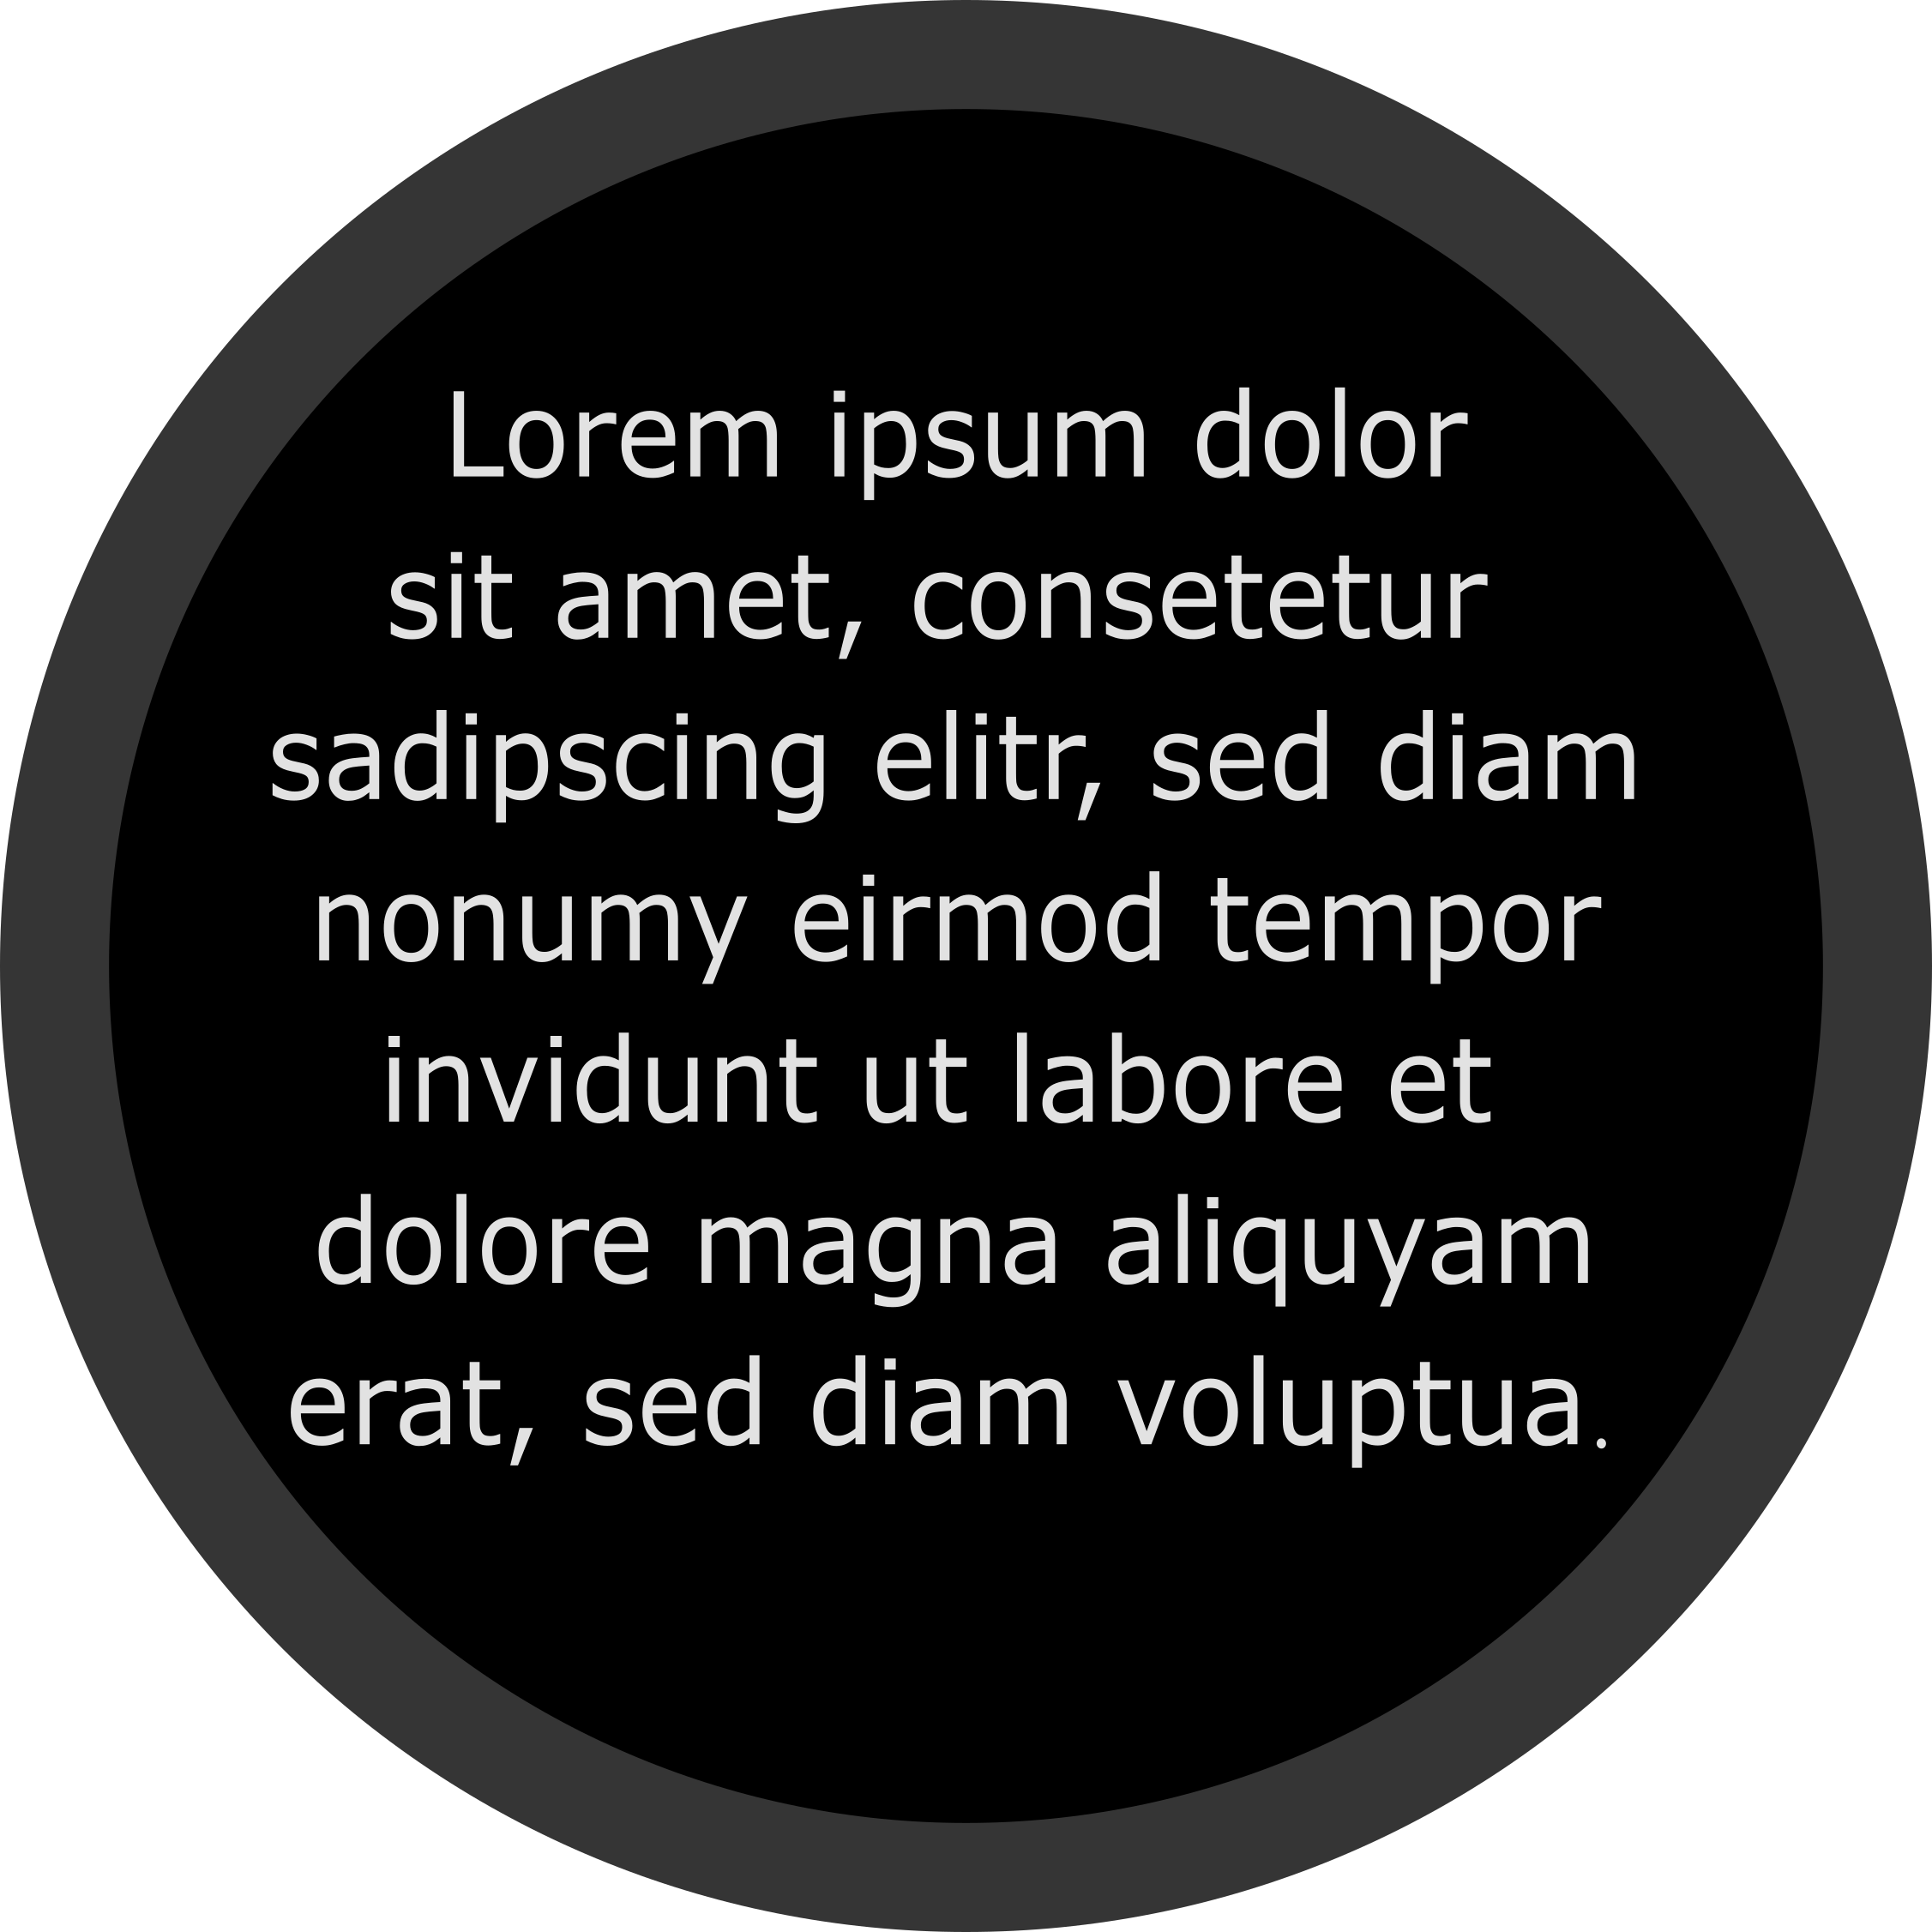 Lorem ipsum dolor
sit amet, consetetur
sadipscing elitr, sed diam
nonumy eirmod tempor
invidunt ut labore et
dolore magna aliquyam
erat, sed diam voluptua.